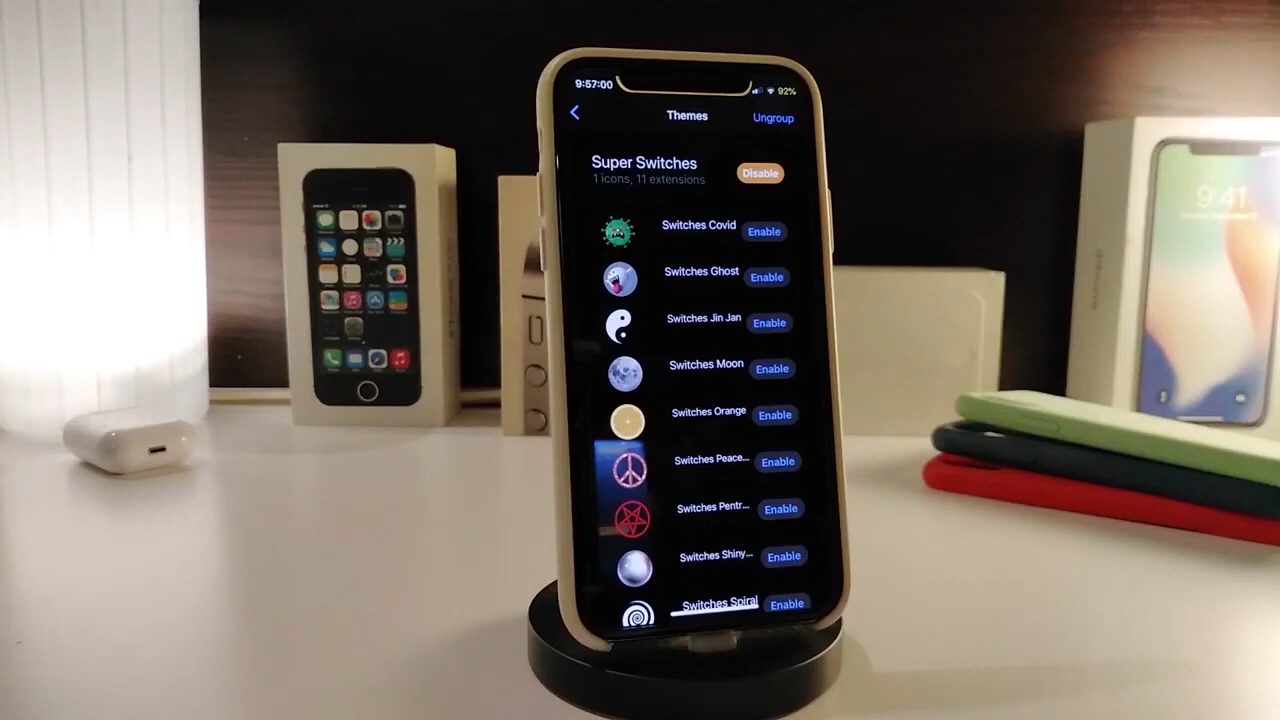 9:57:00
92%
Themes
Ungroup
Super Switches
1 icons, 11 extensions
Disable
Switches Covid
Enable
Switches Ghost
Enable
Switches Jin Jan
Enable
Switches Moon
Enable
Switches Orange
Enable
Switches Peace...
Enable
Switches Pentr...
Enable
Switches Shiny...
Enable
Switches Spiral
Enable
9:41